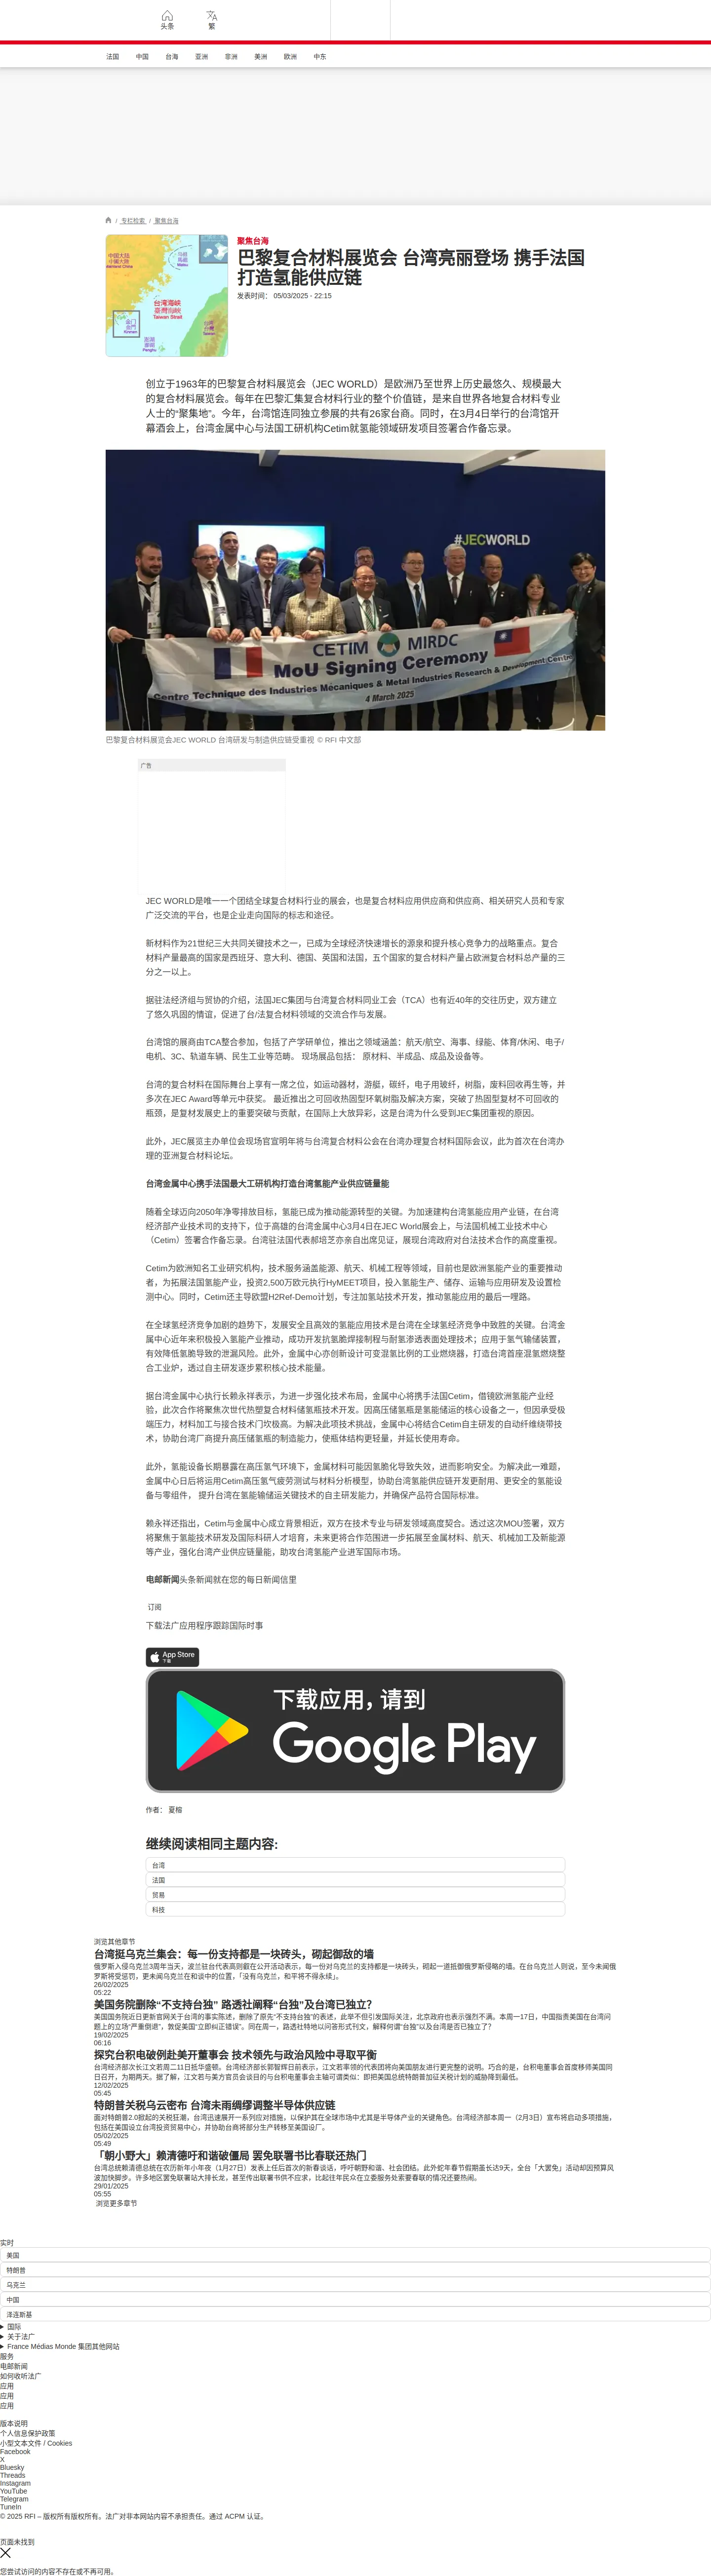 头条
繁
法国
中国
台海
亚洲
非洲
美洲
欧洲
中东
/ 专栏检索 / 聚焦台海
中国大陆
中國大陸
Mainland China
马祖
馬祖
Matsu
台湾海峡
臺灣海峽
Taiwan Strait
金门
金門
Kinmen
澎湖
Penghu
聚焦台海
巴黎复合材料展览会 台湾亮丽登场 携手法国
打造氢能供应链
发表时间： 05/03/2025 - 22:15
创立于1963年的巴黎复合材料展览会（JEC WORLD）是欧洲乃至世界上历史最悠久、规模最大
的复合材料展览会。每年在巴黎汇集复合材料行业的整个价值链，是来自世界各地复合材料专业
人士的“聚集地”。今年，台湾馆连同独立参展的共有26家台商。同时，在3月4日举行的台湾馆开
幕酒会上，台湾金属中心与法国工研机构Cetim就氢能领域研发项目签署合作备忘录。
#JECWORLD
CETIM MIRDC
MoU Signing Ceremony
Centre Technique des Industries Mécaniques & Metal Industries Research & Development Center
4 March 2025
巴黎复合材料展览会JEC WORLD 台湾研发与制造供应链受重视 © RFI 中文部
广告
JEC WORLD是唯一一个团结全球复合材料行业的展会，也是复合材料应用供应商和供应商、相关研究人员和专家
广泛交流的平台，也是企业走向国际的标志和途径。
新材料作为21世纪三大共同关键技术之一，已成为全球经济快速增长的源泉和提升核心竞争力的战略重点。复合
材料产量最高的国家是西班牙、意大利、德国、英国和法国，五个国家的复合材料产量占欧洲复合材料总产量的三
分之一以上。
据驻法经济组与贸协的介绍，法国JEC集团与台湾复合材料同业工会（TCA）也有近40年的交往历史，双方建立
了悠久巩固的情谊，促进了台/法复合材料领域的交流合作与发展。
台湾馆的展商由TCA整合参加，包括了产学研单位，推出之领域涵盖：航天/航空、海事、绿能、体育/休闲、电子/
电机、3C、轨道车辆、民生工业等范畴。 现场展品包括： 原材料、半成品、成品及设备等。
台湾的复合材料在国际舞台上享有一席之位，如运动器材，游艇，碳纤，电子用玻纤，树脂，废料回收再生等，并
多次在JEC Award等单元中获奖。 最近推出之可回收热固型环氧树脂及解决方案，突破了热固型复材不可回收的
瓶颈，是复材发展史上的重要突破与贡献，在国际上大放异彩，这是台湾为什么受到JEC集团重视的原因。
此外，JEC展览主办单位会现场官宣明年将与台湾复合材料公会在台湾办理复合材料国际会议，此为首次在台湾办
理的亚洲复合材料论坛。
台湾金属中心携手法国最大工研机构打造台湾氢能产业供应链量能
随着全球迈向2050年净零排放目标，氢能已成为推动能源转型的关键。为加速建构台湾氢能应用产业链，在台湾
经济部产业技术司的支持下，位于高雄的台湾金属中心3月4日在JEC World展会上，与法国机械工业技术中心
（Cetim）签署合作备忘录。台湾驻法国代表郝培芝亦亲自出席见证，展现台湾政府对台法技术合作的高度重视。
Cetim为欧洲知名工业研究机构，技术服务涵盖能源、航天、机械工程等领域，目前也是欧洲氢能产业的重要推动
者，为拓展法国氢能产业，投资2,500万欧元执行HyMEET项目，投入氢能生产、储存、运输与应用研发及设置检
测中心。同时，Cetim还主导欧盟H2Ref-Demo计划，专注加氢站技术开发，推动氢能应用的最后一哩路。
在全球氢经济竞争加剧的趋势下，发展安全且高效的氢能应用技术是台湾在全球氢经济竞争中致胜的关键。台湾金
属中心近年来积极投入氢能产业推动，成功开发抗氢脆焊接制程与耐氢渗透表面处理技术；应用于氢气输储装置，
有效降低氢脆导致的泄漏风险。此外，金属中心亦创新设计可变混氢比例的工业燃烧器，打造台湾首座混氢燃烧整
合工业炉，透过自主研发逐步累积核心技术能量。
据台湾金属中心执行长赖永祥表示，为进一步强化技术布局，金属中心将携手法国Cetim，借镜欧洲氢能产业经
验，此次合作将聚焦次世代热塑复合材料储氢瓶技术开发。因高压储氢瓶是氢能储运的核心设备之一，但因承受极
端压力，材料加工与接合技术门坎极高。为解决此项技术挑战，金属中心将结合Cetim自主研发的自动纤维绕带技
术，协助台湾厂商提升高压储氢瓶的制造能力，使瓶体结构更轻量，并延长使用寿命。
此外，氢能设备长期暴露在高压氢气环境下，金属材料可能因氢脆化导致失效，进而影响安全。为解决此一难题，
金属中心日后将运用Cetim高压氢气疲劳测试与材料分析模型，协助台湾氢能供应链开发更耐用、更安全的氢能设
备与零组件， 提升台湾在氢能输储运关键技术的自主研发能力，并确保产品符合国际标准。
赖永祥还指出，Cetim与金属中心成立背景相近，双方在技术专业与研发领域高度契合。透过这次MOU签署，双方
将聚焦于氢能技术研发及国际科研人才培育，未来更将合作范围进一步拓展至金属材料、航天、机械加工及新能源
等产业，强化台湾产业供应链量能，助攻台湾氢能产业进军国际市场。
电邮新闻头条新闻就在您的每日新闻信里
订阅
下载法广应用程序跟踪国际时事
App Store
下载
下载应用，请到
Google Play
作者： 夏榕
继续阅读相同主题内容:
台湾
法国
贸易
科技
浏览其他章节
台湾挺乌克兰集会：每一份支持都是一块砖头，砌起御敌的墙
俄罗斯入侵乌克兰3周年当天，波兰驻台代表高则叡在公开活动表示，每一份对乌克兰的支持都是一块砖头，砌起一道抵御俄罗斯侵略的墙。在台乌克兰人则说，至今未闻俄
罗斯将受惩罚，更未闻乌克兰在和谈中的位置，「没有乌克兰，和平将不得永续」。
26/02/2025
05:22
美国务院删除“不支持台独” 路透社阐释“台独”及台湾已独立?
美国国务院近日更新官网关于台湾的事实陈述，删除了原先“不支持台独”的表述，此举不但引发国际关注，北京政府也表示强烈不满。本周一17日，中国指责美国在台湾问
题上的立场“严重倒退”，敦促美国“立即纠正错误”。同在周一，路透社特地以问答形式刊文，解释何谓“台独”以及台湾是否已独立了?
19/02/2025
06:16
探究台积电破例赴美开董事会 技术领先与政治风险中寻取平衡
台湾经济部次长江文若周二11日抵华盛顿。台湾经济部长郭智辉日前表示，江文若率领的代表团将向美国朋友进行更完整的说明。巧合的是，台积电董事会首度移师美国同
日召开，为期两天。据了解，江文若与美方官员会谈目的与台积电董事会主轴可谓类似：即把美国总统特朗普加征关税计划的威胁降到最低。
12/02/2025
05:45
特朗普关税乌云密布 台湾未雨绸缪调整半导体供应链
面对特朗普2.0掀起的关税狂潮，台湾迅速展开一系列应对措施，以保护其在全球市场中尤其是半导体产业的关键角色。台湾经济部本周一（2月3日）宣布将启动多项措施，
包括在美国设立台湾投资贸易中心，并协助台商将部分生产转移至美国设厂。
05/02/2025
05:49
「朝小野大」赖清德吁和谐破僵局 罢免联署书比春联还热门
台湾总统赖清德总统在农历新年小年夜（1月27日）发表上任后首次的新春谈话，呼吁朝野和谐、社会团结。此外蛇年春节假期虽长达9天，全台「大罢免」活动却因预算风
波加快脚步。许多地区罢免联署站大排长龙，甚至传出联署书供不应求，比起往年民众在立委服务处索要春联的情况还要热闹。
29/01/2025
05:55
浏览更多章节
实时
美国
特朗普
乌克兰
中国
泽连斯基
国际
关于法广
France Médias Monde 集团其他网站
服务
电邮新闻
如何收听法广
应用
应用
应用
版本说明
个人信息保护政策
小型文本文件 / Cookies
Facebook
X
Bluesky
Threads
Instagram
YouTube
Telegram
TuneIn
© 2025 RFI – 版权所有版权所有。法广对非本网站内容不承担责任。通过 ACPM 认证。
页面未找到
您尝试访问的内容不存在或不再可用。